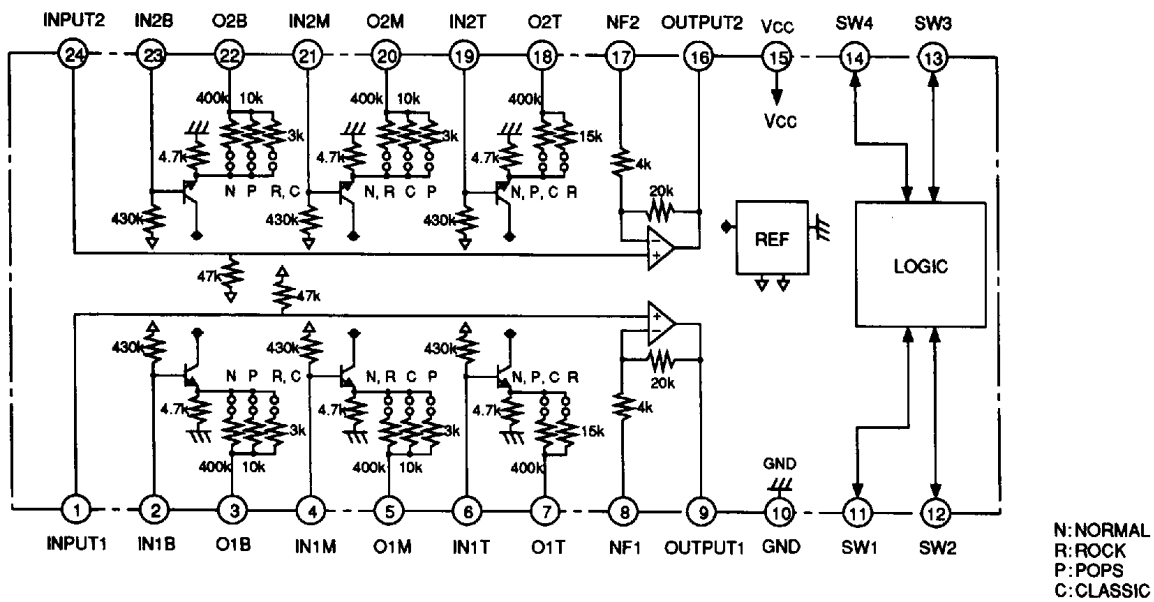 INPUT2 IN2B O2B IN2M O2M IN2T O2T NF2 OUTPUT2 VCC SW4 SW3
24 23 22 21 20 19 18 17 16 15 14 13
400k 10k 400k 10k 400k
VCC
3k 3k 15k
4.7k 4.7k 4.7k 4k
N P R, C N, R C P N, P, C R
20k
430k 430k 430k
REF
LOGIC
47k
47k
430k 430k 430k
N P R, C N, R C P N, P, C R
20k
4.7k 4.7k 4.7k 4k
3k 3k 15k
400k 10k 400k 10k 400k
GND
1 2 3 4 5 6 7 8 9 10 11 12
INPUT1 IN1B O1B IN1M O1M IN1T O1T NF1 OUTPUT1 GND SW1 SW2
N:NORMAL
R:ROCK
P:POPS
C:CLASSIC